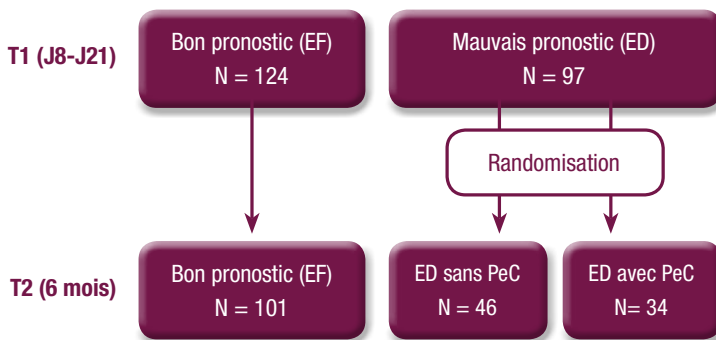 T1 (J8-J21)
Bon pronostic (EF)
N = 124
Mauvais pronostic (ED)
N = 97
Randomisation
T2 (6 mois)
Bon pronostic (EF)
N = 101
ED sans PeC
N = 46
ED avec PeC
N= 34